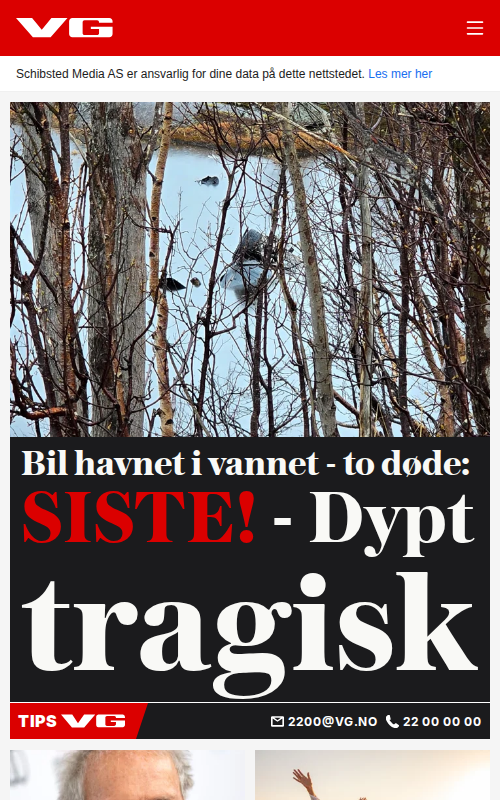 VG
Schibsted Media AS er ansvarlig for dine data på dette nettstedet. Les mer her
Bil havnet i vannet - to døde:
SISTE! - Dypt
tragisk
TIPS VG 2200@VG.NO 22 00 00 00